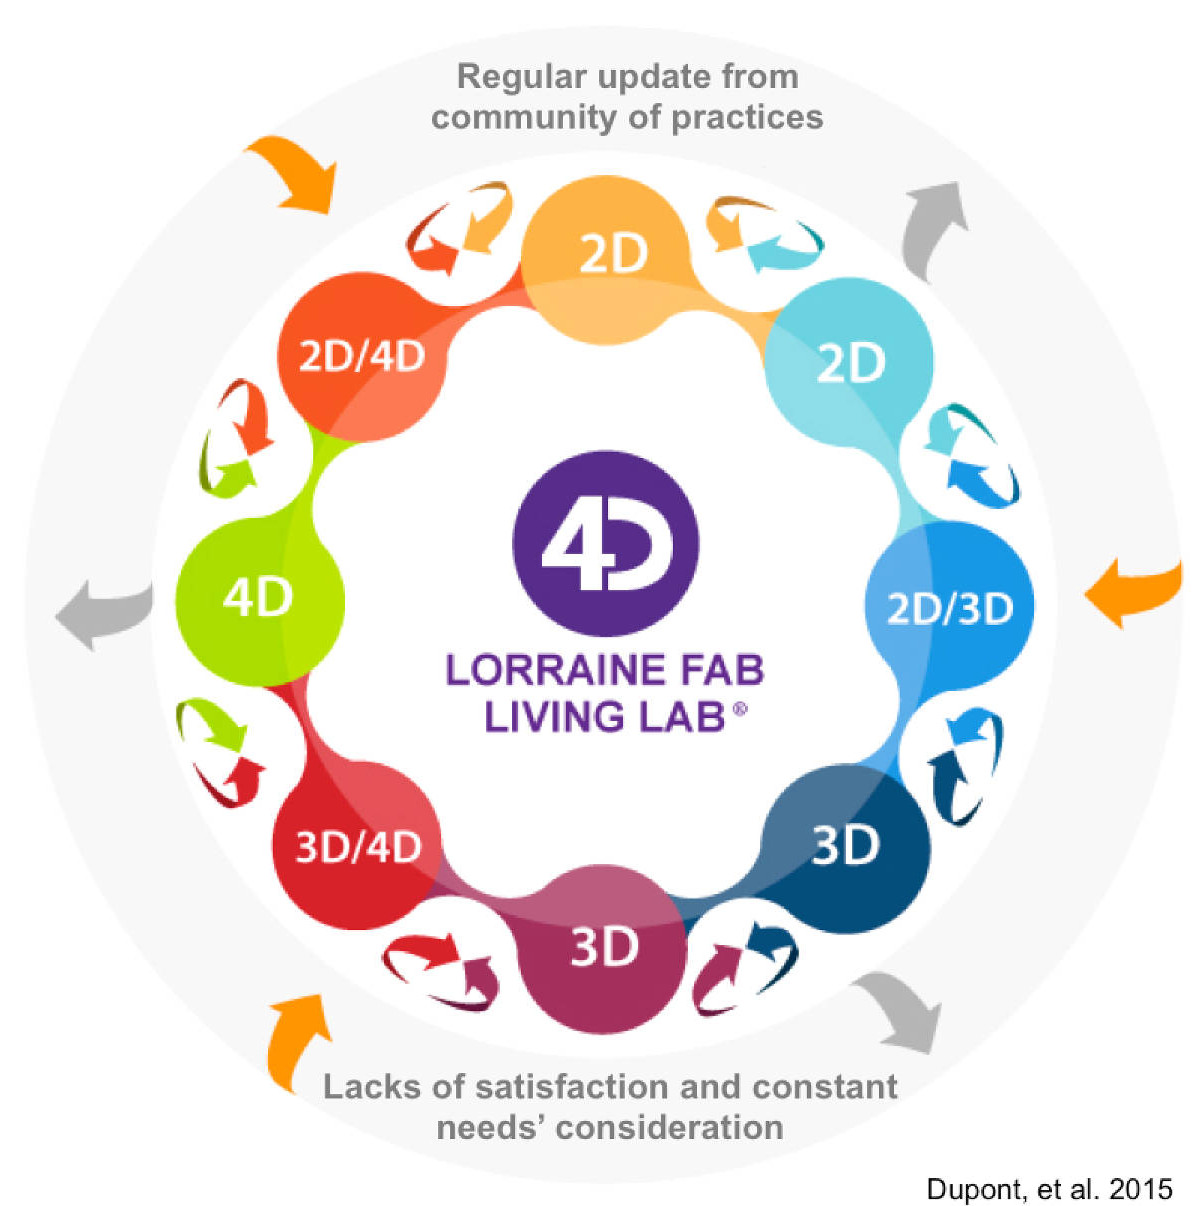 Regular update from
community of practices
2D
2D
2D/3D
3D
3D
3D/4D
4D
2D/4D
4D
LORRAINE FAB
LIVING LAB ®
Lacks of satisfaction and constant
needs’ consideration
Dupont, et al. 2015